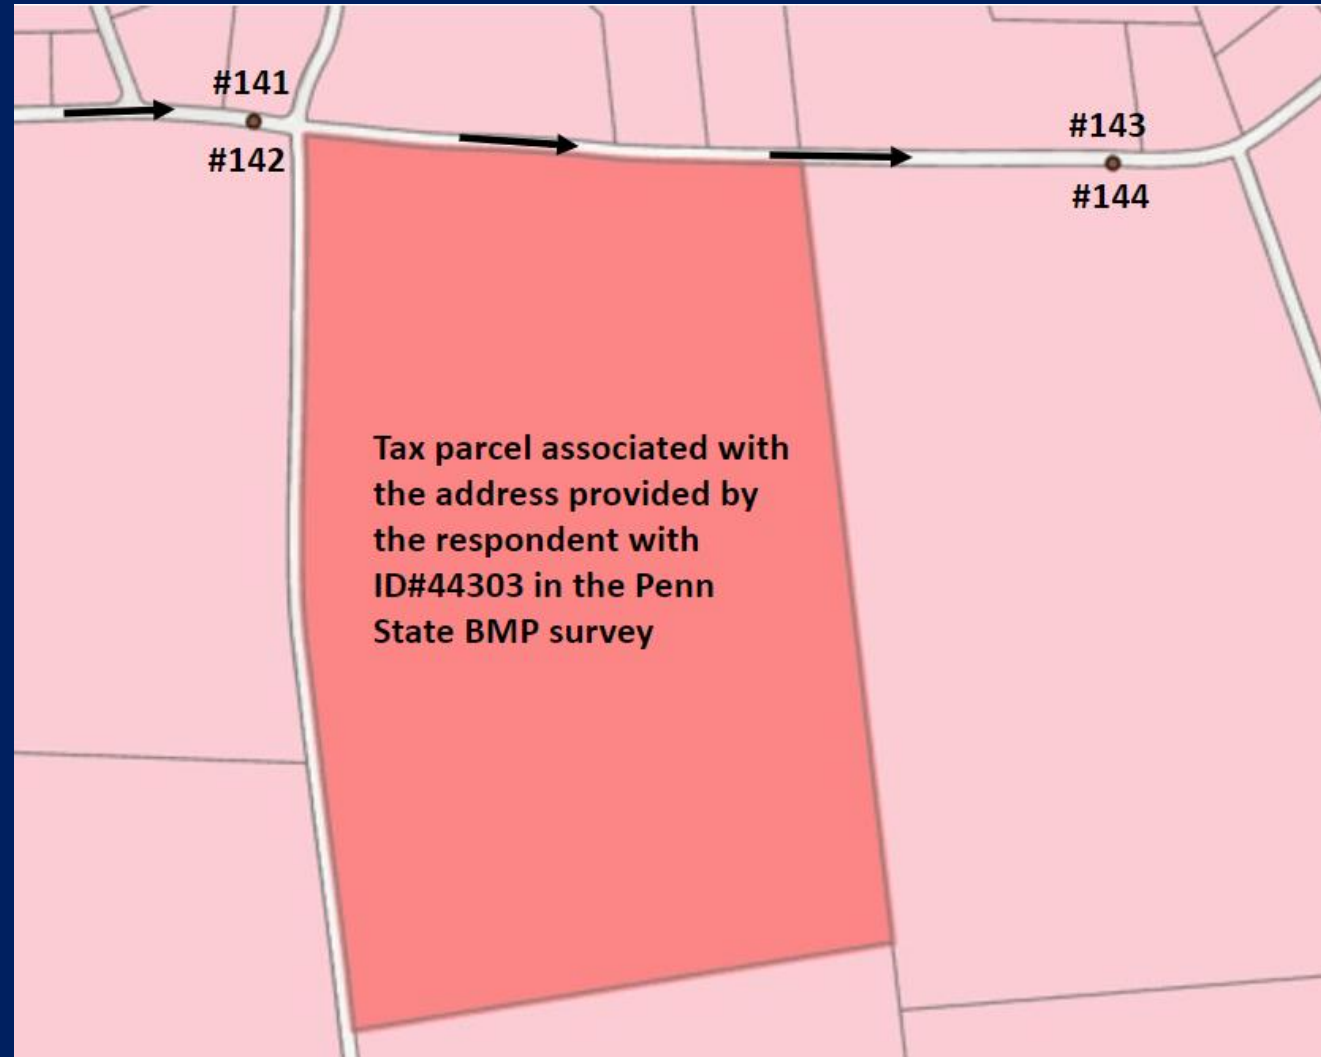 #141
#142
#143
#144
Tax parcel associated with
the address provided by
the respondent with
ID#44303 in the Penn
State BMP survey